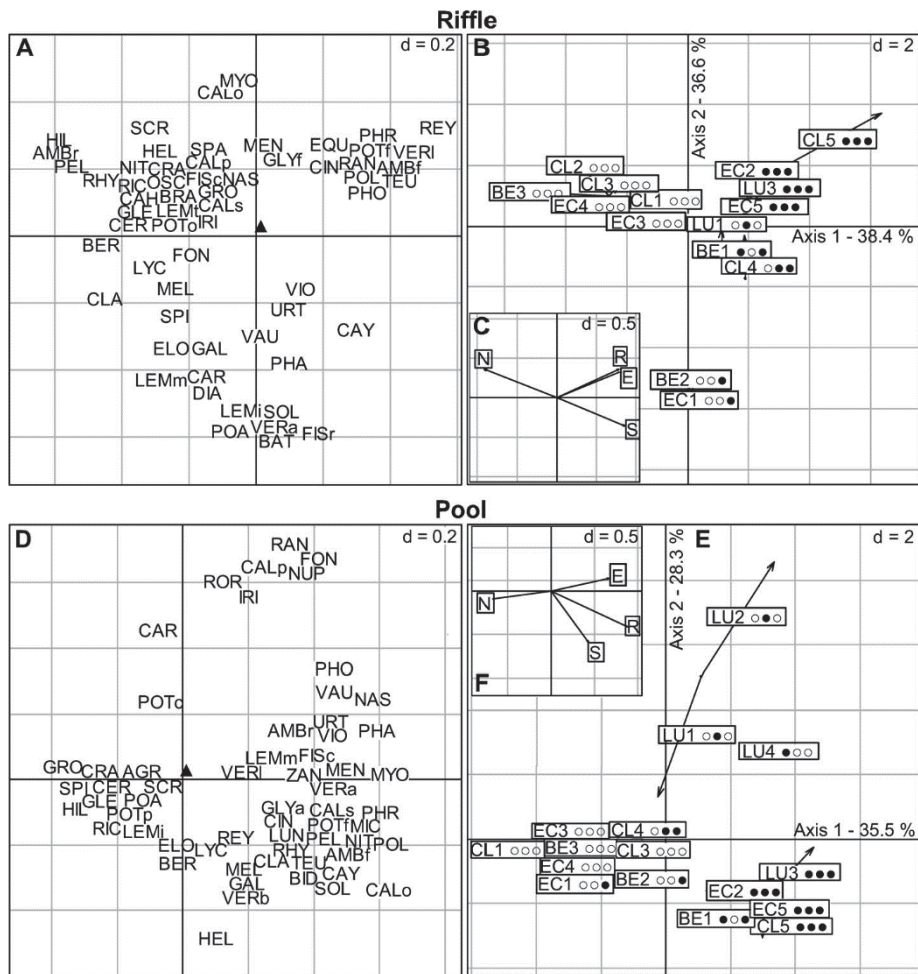 Riffle
A
d = 0.2
MYO
CALo
SCR
HIL
AMBr
PEL
HEL
SPA
MEN
EQU
PHR
REY
POTf
VERI
GLYf
NIT
CRA
CALp
CIN
RAN
AMBf
RHY
RIC
OSC
FISc
NAS
POL
TEU
CAH
BRA
GRO
PHO
GLE
LEMt
CALs
CER
POTo
IRI
BER
FON
LYC
CLA
MEL
VIO
SPI
URT
VAU
CAY
ELO
GAL
PHA
LEMm
CAR
DIA
LEMi
SOL
VERa
POA
BAT
FISr
B
d = 2
Axis 2 - 36.6 %
CL5 ●●●
CL2 ○○○
EC2 ●●●
CL3 ○○○
LU3 ●●●
BE3 ○○○
EC4 ○○○
CL1 ○○○
EC5 ●●●
EC3 ○○○
LU1 ○●○
Axis 1 - 38.4 %
BE1 ●○●
CL4 ○●●
BE2 ○○●
EC1 ○○●
C
d = 0.5
N
R
E
S
Pool
D
d = 0.2
RAN
FON
CALp
NUP
ROR
IRI
CAR
PHO
VAU
NAS
POTc
URT
AMBr
VIO
PHA
LEMm
FISc
GRO
CRA
AGR
VERI
ZAN
MEN
MYO
SPI
CER
SCR
VERa
HIL
GLE
POA
GLYa
CALs
PHR
POTp
CIN
POTf
MIC
RIC
LEMi
LUN
PEL
NIT
POL
ELO
LYC
REY
RHY
AMBf
BER
CLA
TEU
MEL
BID
CAY
GAL
SOL
CALo
VERb
HEL
F
d = 0.5
E
N
R
S
E
d = 2
Axis 2 - 28.3 %
LU2 ○●○
LU1 ○●○
LU4 ●○○
EC3 ○○○
CL4 ○●●
Axis 1 - 35.5 %
CL1 ○○○
BE3 ○○○
CL3 ○○○
EC4 ○○○
LU3 ●●●
EC1 ○○●
BE2 ○○●
EC2 ●●●
EC5 ●●●
BE1 ●○●
CL5 ●●●